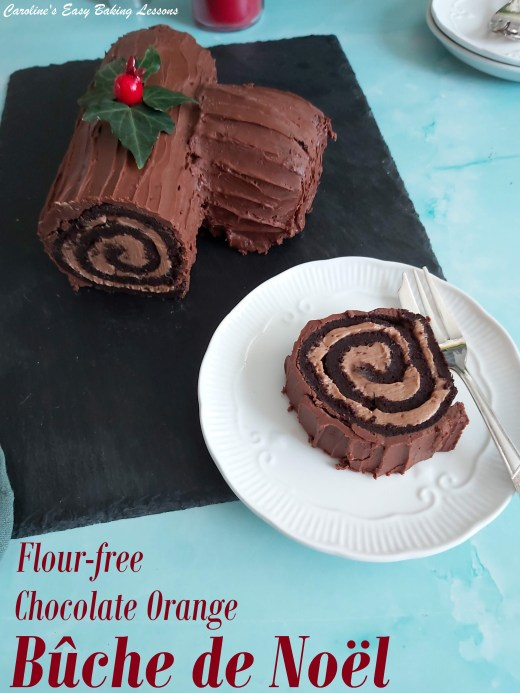 Caroline's Easy Baking Lessons
Flour-free
Chocolate Orange
Bûche de Noël